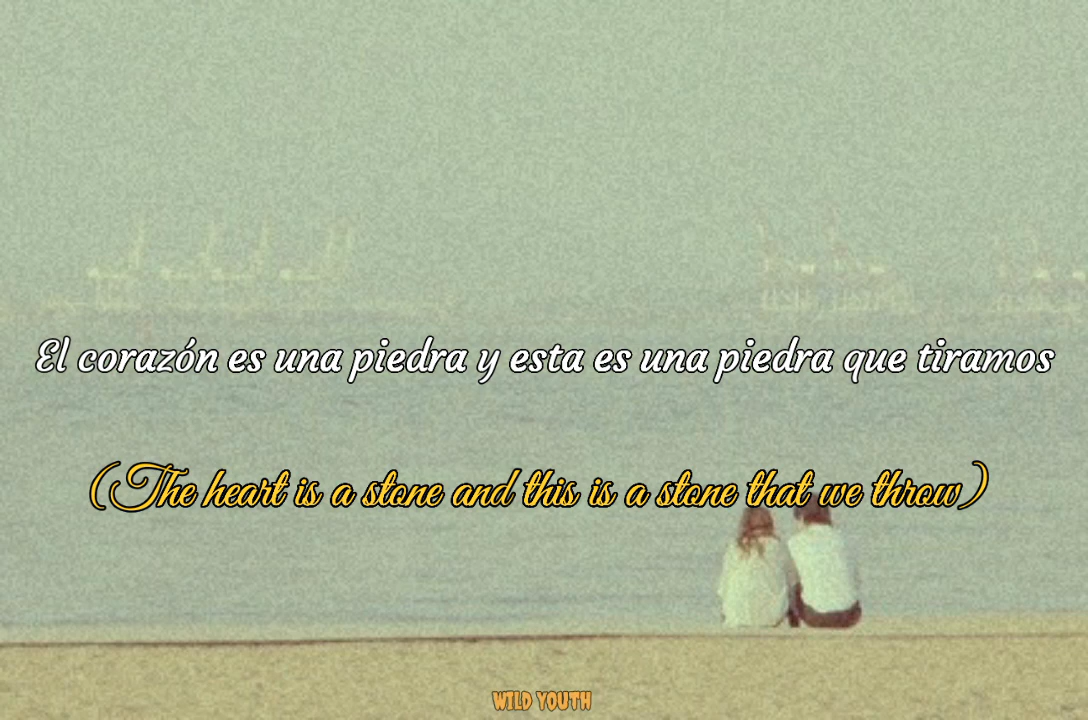 El corazón es una piedra y esta es una piedra que tiramos
(The heart is a stone and this is a stone that we throw)
WILD YOUTH